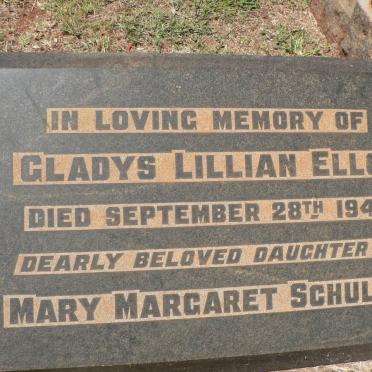 IN LOVING MEMORY OF
GLADYS LILLIAN
DIED SEPTEMBER 28TH
DEARLY BELOVED DAUGHTER
MARY MARGARET